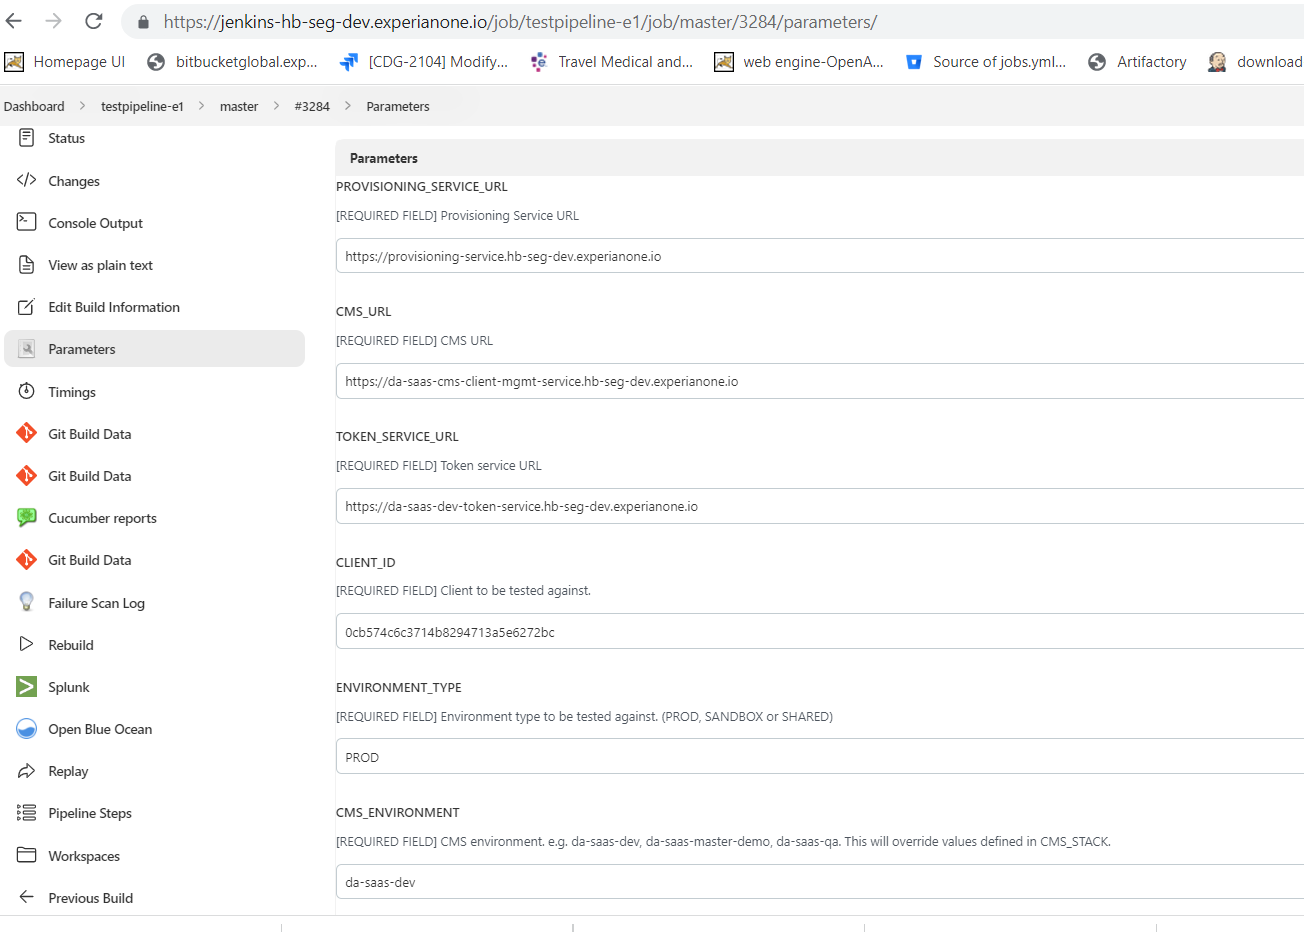 https://jenkins-hb-seg-dev.experianone.io/job/testpipeline-e1/job/master/3284/parameters/
Homepage UI bitbucketglobal.exp... [CDG-2104] Modify... Travel Medical and... web engine-OpenA... Source of jobs.yml... Artifactory download
Dashboard testpipeline-e1 master #3284 Parameters
Status
Changes
Console Output
View as plain text
Edit Build Information
Parameters
Timings
Git Build Data
Git Build Data
Cucumber reports
Git Build Data
Failure Scan Log
Rebuild
Splunk
Open Blue Ocean
Replay
Pipeline Steps
Workspaces
Previous Build
Parameters
PROVISIONING_SERVICE_URL
[REQUIRED FIELD] Provisioning Service URL
https://provisioning-service.hb-seg-dev.experianone.io
CMS_URL
[REQUIRED FIELD] CMS URL
https://da-saas-cms-client-mgmt-service.hb-seg-dev.experianone.io
TOKEN_SERVICE_URL
[REQUIRED FIELD] Token service URL
https://da-saas-dev-token-service.hb-seg-dev.experianone.io
CLIENT_ID
[REQUIRED FIELD] Client to be tested against.
0cb574c6c3714b8294713a5e6272bc
ENVIRONMENT_TYPE
[REQUIRED FIELD] Environment type to be tested against. (PROD, SANDBOX or SHARED)
PROD
CMS_ENVIRONMENT
[REQUIRED FIELD] CMS environment. e.g. da-saas-dev, da-saas-master-demo, da-saas-qa. This will override values defined in CMS_STACK.
da-saas-dev